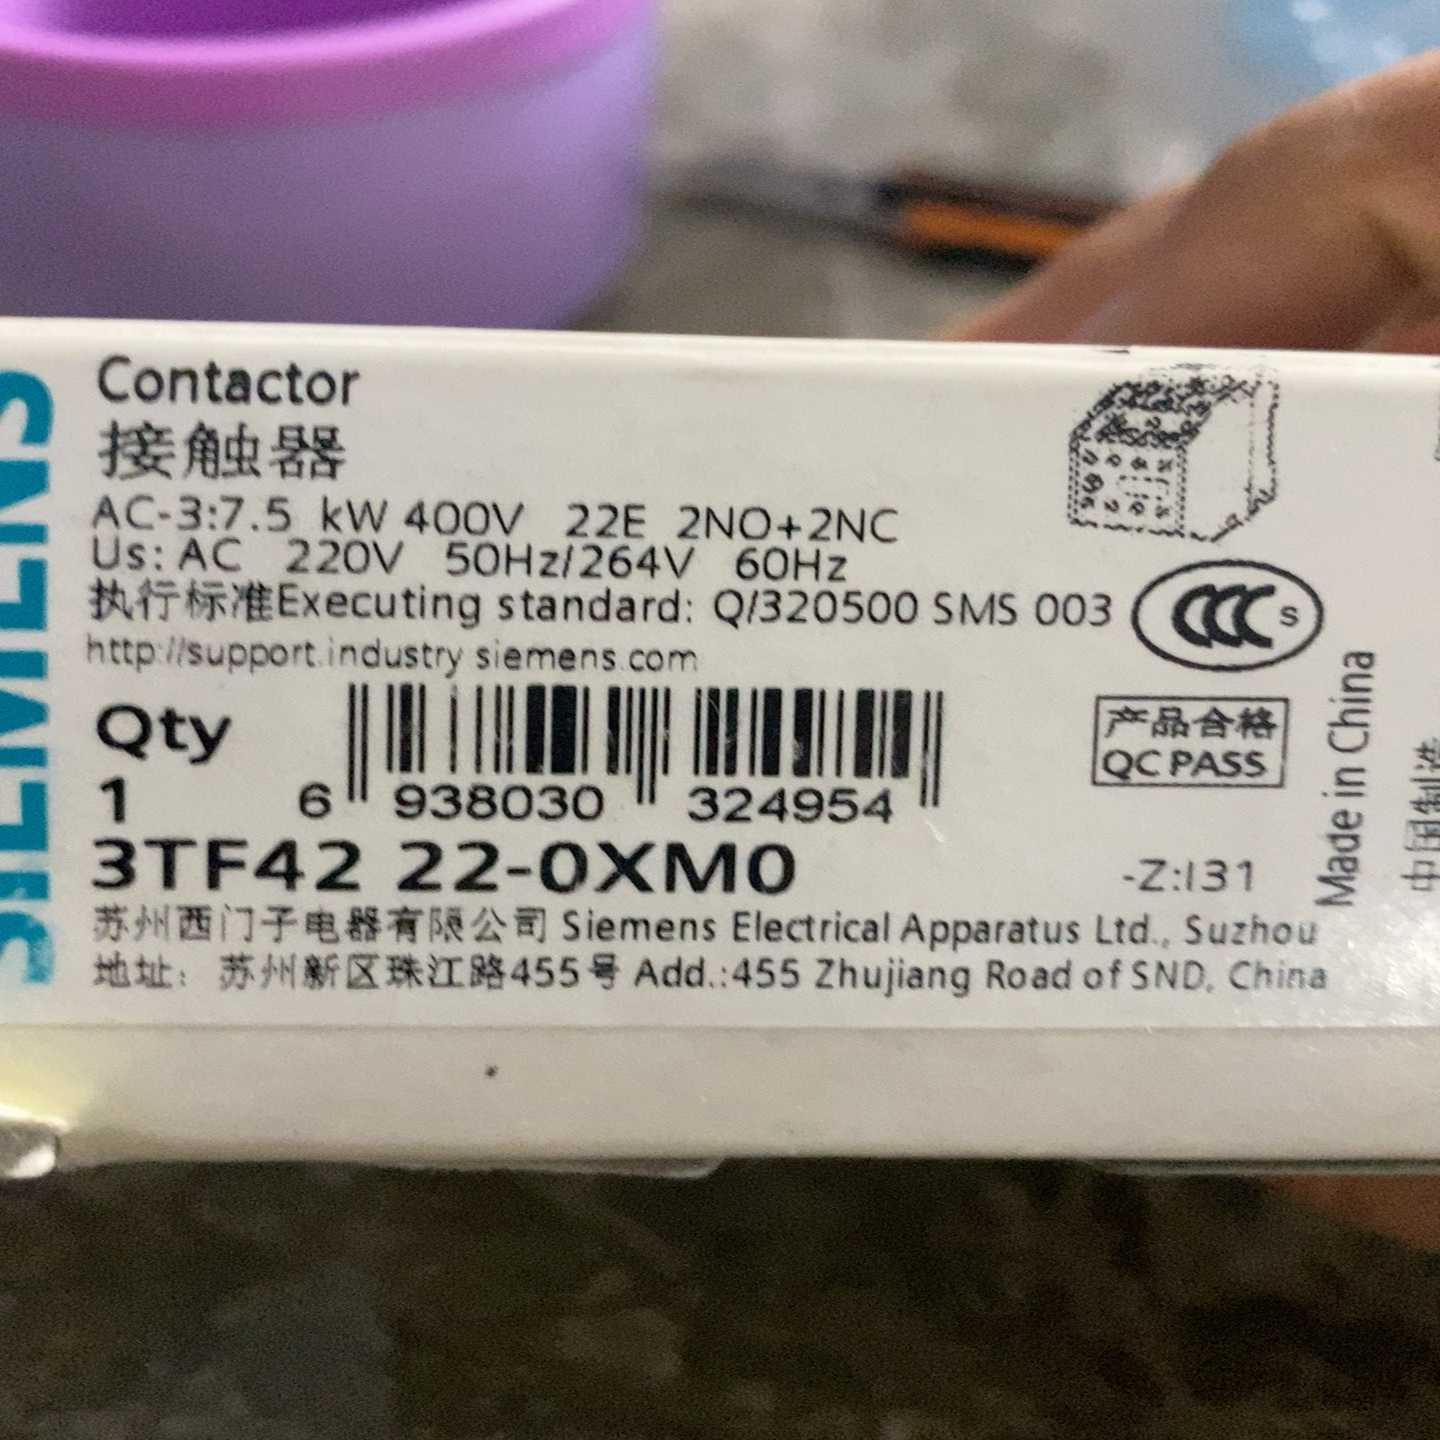 SIEMENS
Contactor
接触器
AC-3:7.5 kW 400V 22E 2NO+2NC
Us: AC 220V 50Hz/264V 60Hz
执行标准Executing standard: Q/320500 SMS 003
CCC S
http://support.industry.siemens.com
Qty
1
6 938030 324954
产品合格
QC PASS
Made in China
中国制造
3TF42 22-0XM0
-Z:I31
苏州西门子电器有限公司 Siemens Electrical Apparatus Ltd., Suzhou
地址：苏州新区珠江路455号 Add.:455 Zhujiang Road of SND, China